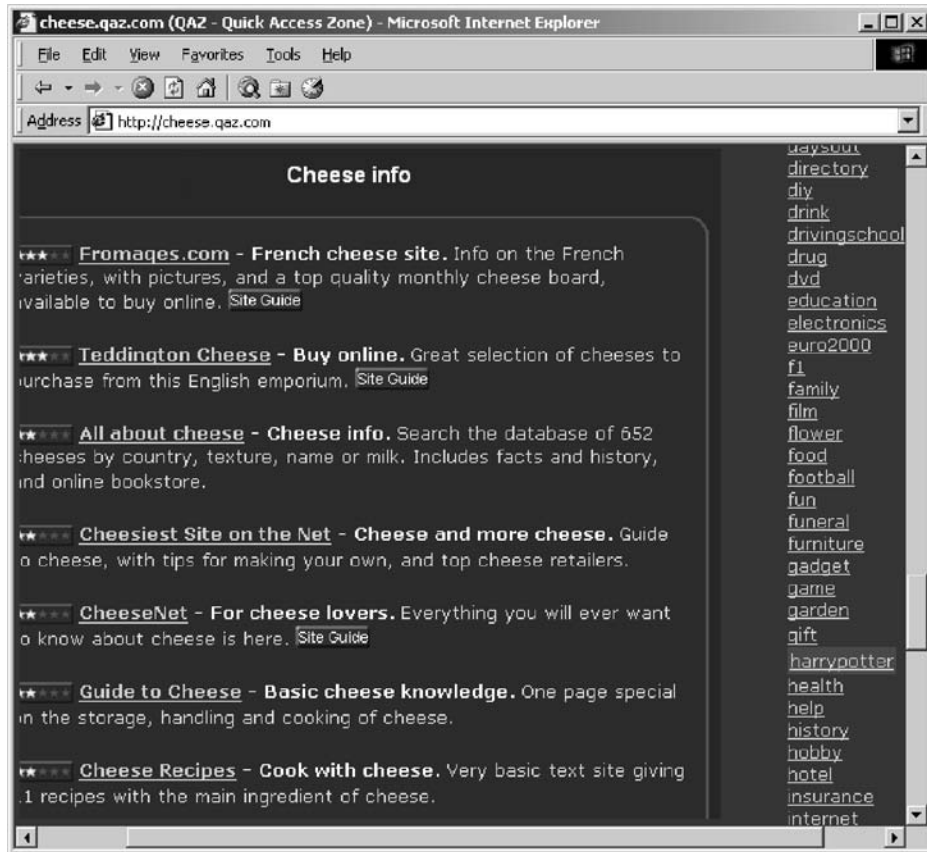 cheese.qaz.com (QAZ - Quick Access Zone) - Microsoft Internet Explorer
File Edit View Favorites Tools Help
Address http://cheese.qaz.com
Cheese info
Fromages.com - French cheese site. Info on the French
arieties, with pictures, and a top quality monthly cheese board,
available to buy online. Site Guide
Teddington Cheese - Buy online. Great selection of cheeses to
urchase from this English emporium. Site Guide
All about cheese - Cheese info. Search the database of 652
cheeses by country, texture, name or milk. Includes facts and history,
and online bookstore.
Cheesiest Site on the Net - Cheese and more cheese. Guide
o cheese, with tips for making your own, and top cheese retailers.
CheeseNet - For cheese lovers. Everything you will ever want
o know about cheese is here. Site Guide
Guide to Cheese - Basic cheese knowledge. One page special
on the storage, handling and cooking of cheese.
Cheese Recipes - Cook with cheese. Very basic text site giving
11 recipes with the main ingredient of cheese.
daysout
directory
diy
drink
drivingschool
drug
dvd
education
electronics
euro2000
f1
family
film
flower
food
football
fun
funeral
furniture
gadget
game
garden
gift
harrypotter
health
help
history
hobby
hotel
insurance
internet